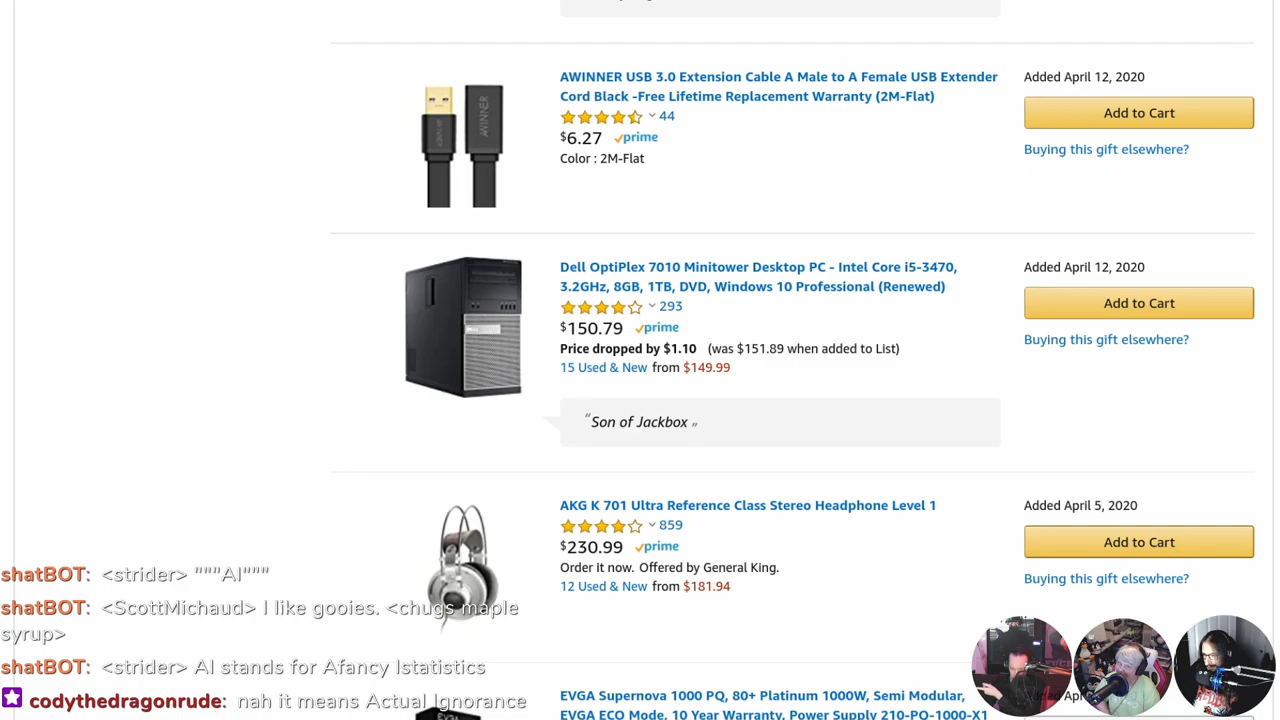 AWINNER USB 3.0 Extension Cable A Male to A Female USB Extender
Cord Black -Free Lifetime Replacement Warranty (2M-Flat)
44
$6.27 prime
Color : 2M-Flat
Added April 12, 2020
Add to Cart
Buying this gift elsewhere?
AWINNER
Dell OptiPlex 7010 Minitower Desktop PC - Intel Core i5-3470,
3.2GHz, 8GB, 1TB, DVD, Windows 10 Professional (Renewed)
293
$150.79 prime
Price dropped by $1.10 (was $151.89 when added to List)
15 Used & New from $149.99
"Son of Jackbox"
Added April 12, 2020
Add to Cart
Buying this gift elsewhere?
AKG K 701 Ultra Reference Class Stereo Headphone Level 1
859
$230.99 prime
Order it now. Offered by General King.
12 Used & New from $181.94
Added April 5, 2020
Add to Cart
Buying this gift elsewhere?
shatBOT: <strider> """AI"""
shatBOT: <ScottMichaud> I like gooies. <chugs maple
syrup>
shatBOT: <strider> AI stands for Afancy Istatistics
codythedragonrude: nah it means Actual Ignorance
EVGA Supernova 1000 PQ, 80+ Platinum 1000W, Semi Modular,
EVGA ECO Mode, 10 Year Warranty, Power Supply 210-PQ-1000-X1